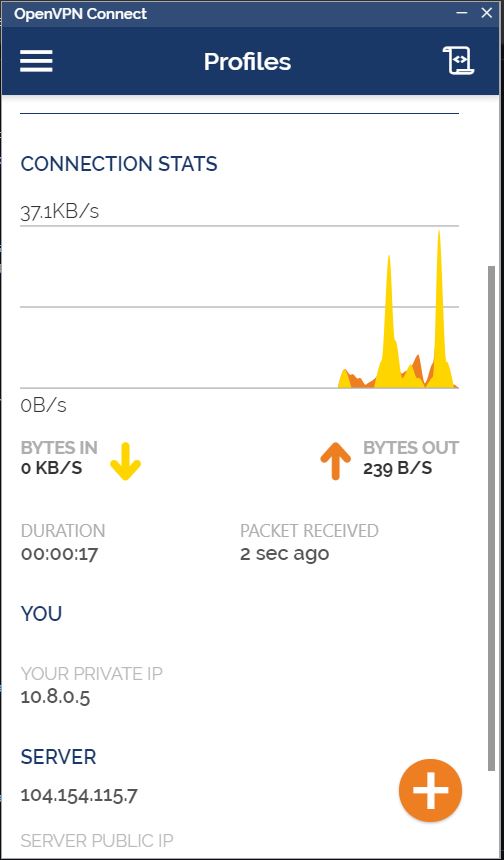 OpenVPN Connect
Profiles
CONNECTION STATS
37.1KB/s
0B/s
BYTES IN
0 KB/S
BYTES OUT
239 B/S
DURATION
00:00:17
PACKET RECEIVED
2 sec ago
YOU
YOUR PRIVATE IP
10.8.0.5
SERVER
104.154.115.7
SERVER PUBLIC IP